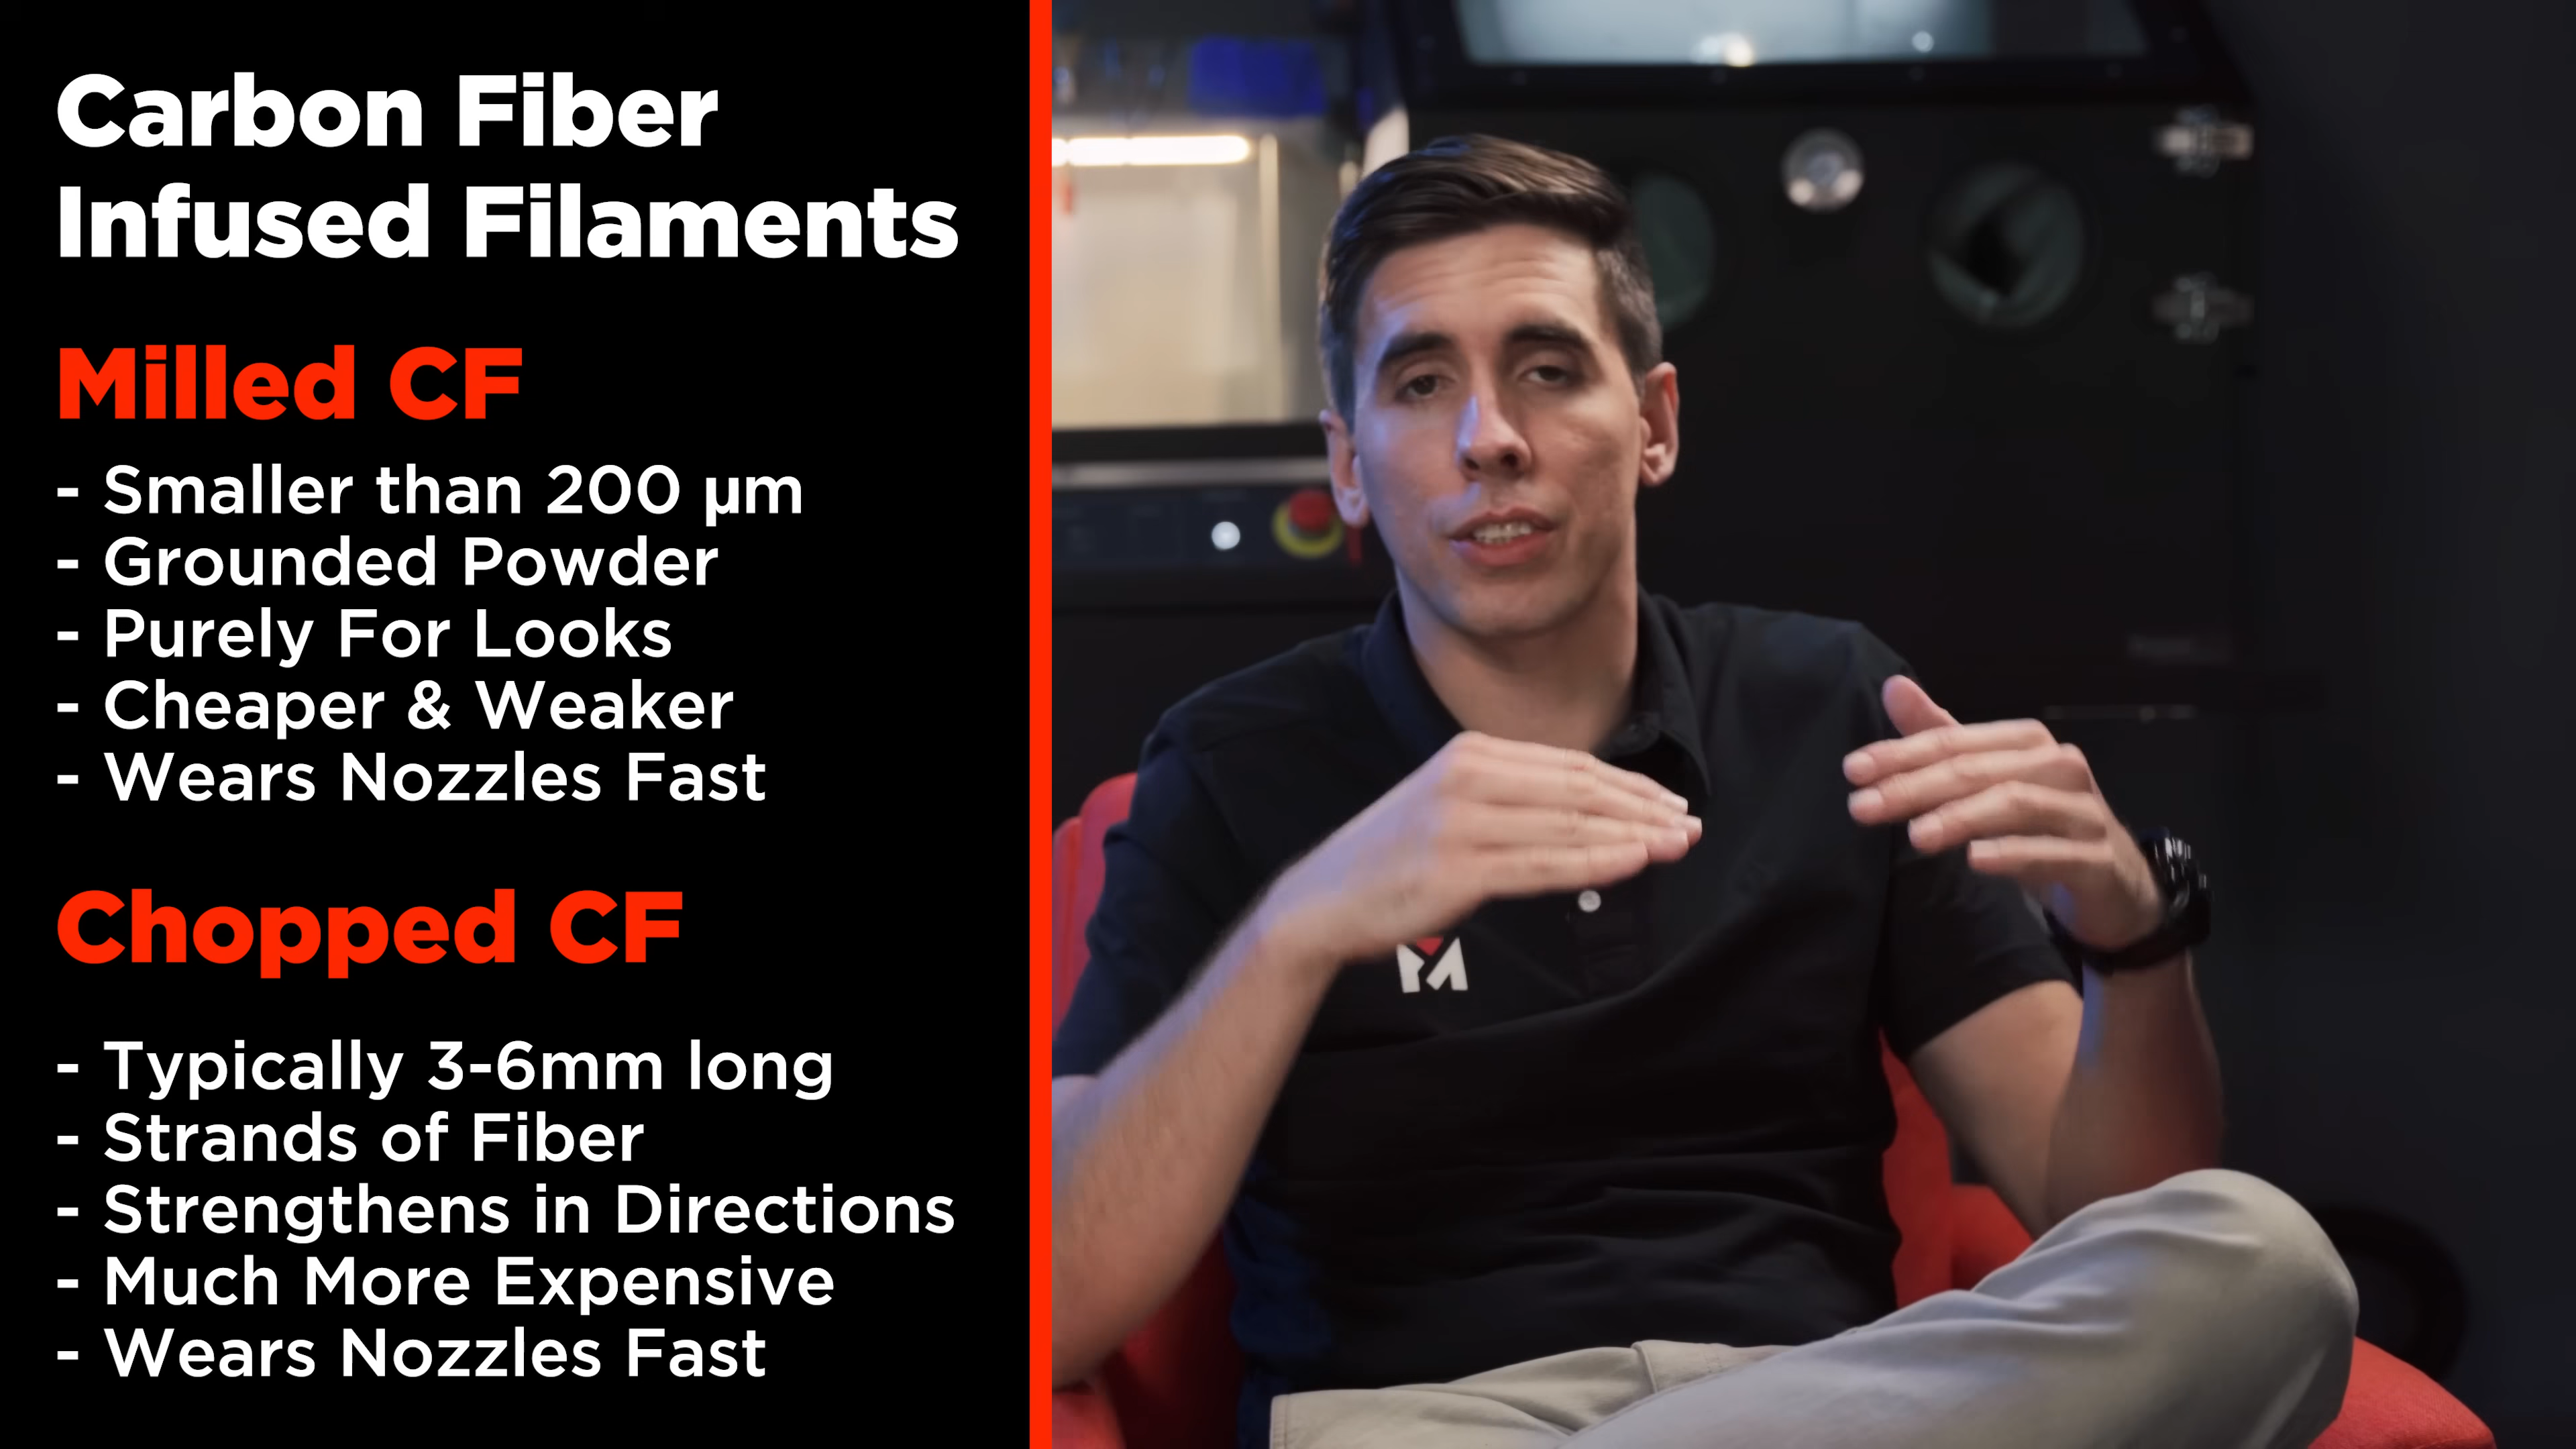 Carbon Fiber
Infused Filaments
Milled CF
- Smaller than 200 µm
- Grounded Powder
- Purely For Looks
- Cheaper & Weaker
- Wears Nozzles Fast
Chopped CF
- Typically 3-6mm long
- Strands of Fiber
- Strengthens in Directions
- Much More Expensive
- Wears Nozzles Fast